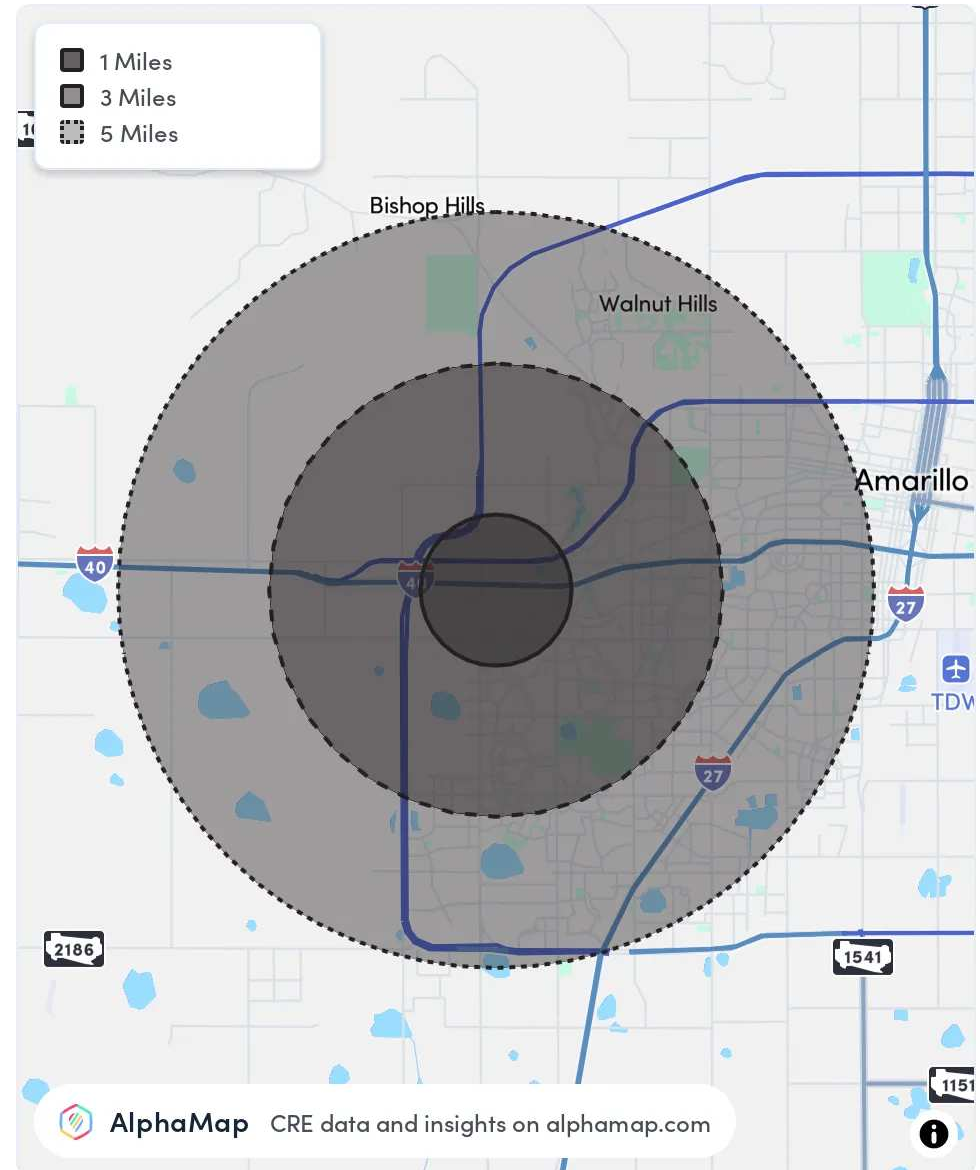 1 Miles
3 Miles
5 Miles
Bishop Hills
Walnut Hills
Amarillo
40
40
27
27
2186
1541
1151
AlphaMap CRE data and insights on alphamap.com